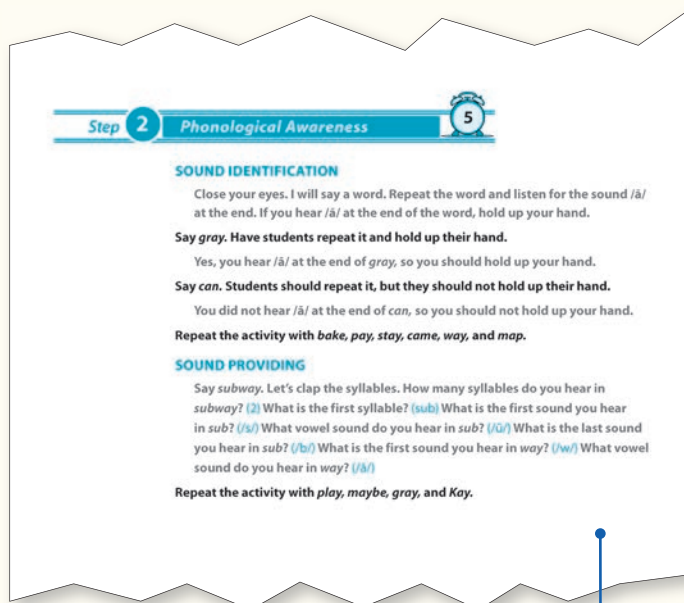 Step 2 Phonological Awareness 5
SOUND IDENTIFICATION
Close your eyes. I will say a word. Repeat the word and listen for the sound /ā/
at the end. If you hear /ā/ at the end of the word, hold up your hand.
Say gray. Have students repeat it and hold up their hand.
Yes, you hear /ā/ at the end of gray, so you should hold up your hand.
Say can. Students should repeat it, but they should not hold up their hand.
You did not hear /ā/ at the end of can, so you should not hold up your hand.
Repeat the activity with bake, pay, stay, came, way, and map.
SOUND PROVIDING
Say subway. Let's clap the syllables. How many syllables do you hear in
subway? (2) What is the first syllable? (sub) What is the first sound you hear
in sub? (/s/) What vowel sound do you hear in sub? (/ŭ/) What is the last sound
you hear in sub? (/b/) What is the first sound you hear in way? (/w/) What vowel
sound do you hear in way? (/ā/)
Repeat the activity with play, maybe, gray, and Kay.